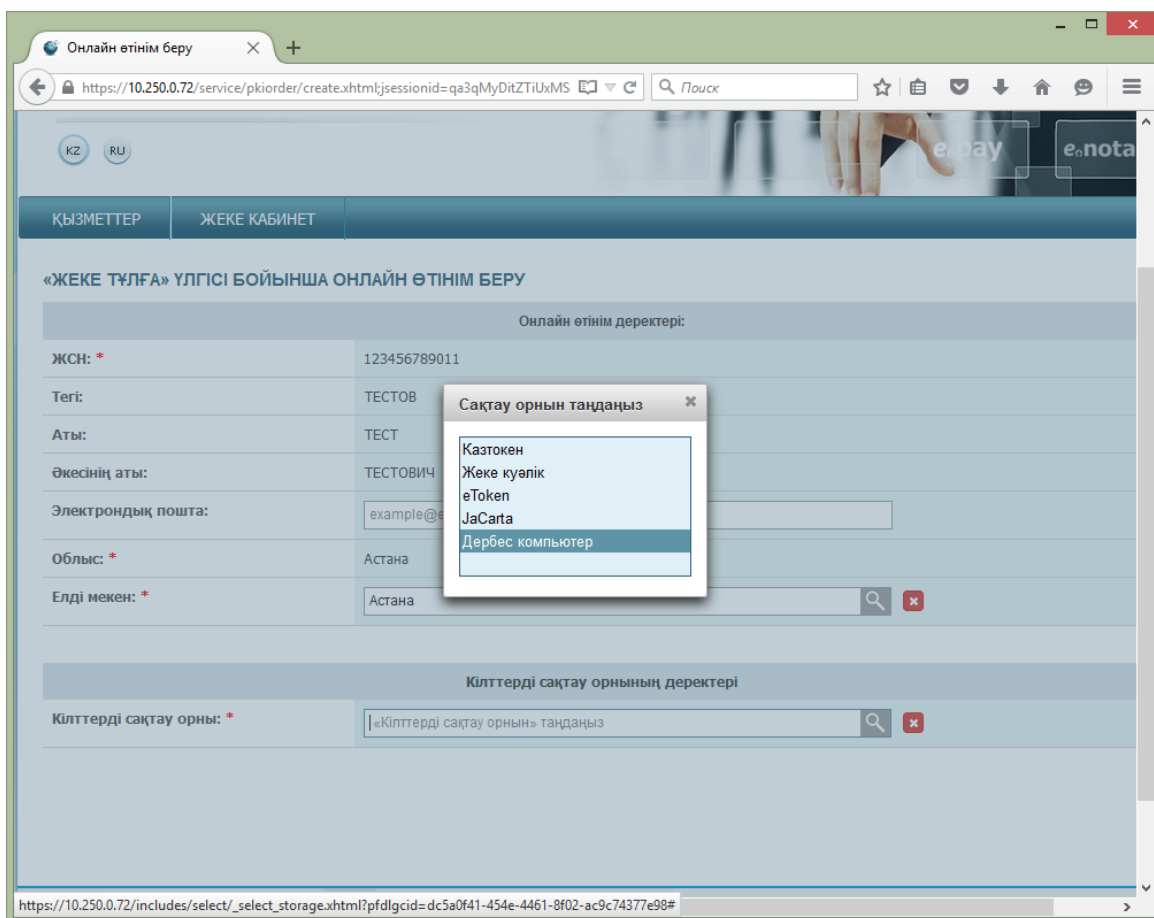 Онлайн өтінім беру
https://10.250.0.72/service/pkiorder/create.xhtml;jsessionid=qa3qMyDitZTiUxMS
Поиск
KZ RU
e.pay
e.nota
ҚЫЗМЕТТЕР ЖЕКЕ КАБИНЕТ
«ЖЕКЕ ТҰЛҒА» ҮЛГІСІ БОЙЫНША ОНЛАЙН ӨТІНІМ БЕРУ
Онлайн өтінім деректері:
ЖСН: * 123456789011
Тегі: ТЕСТОВ
Аты: ТЕСТ
Әкесінің аты: ТЕСТОВИЧ
Электрондық пошта: example@e
Облыс: * Астана
Елді мекен: * Астана
Сақтау орнын таңдаңыз
Казтокен
Жеке куәлік
eToken
JaCarta
Дербес компьютер
Кілттерді сақтау орнының деректері
Кілттерді сақтау орны: * «Кілттерді сақтау орнын» таңдаңыз
https://10.250.0.72/includes/select/_select_storage.xhtml?pfdlgcid=dc5a0f41-454e-4461-8f02-ac9c74377e98#